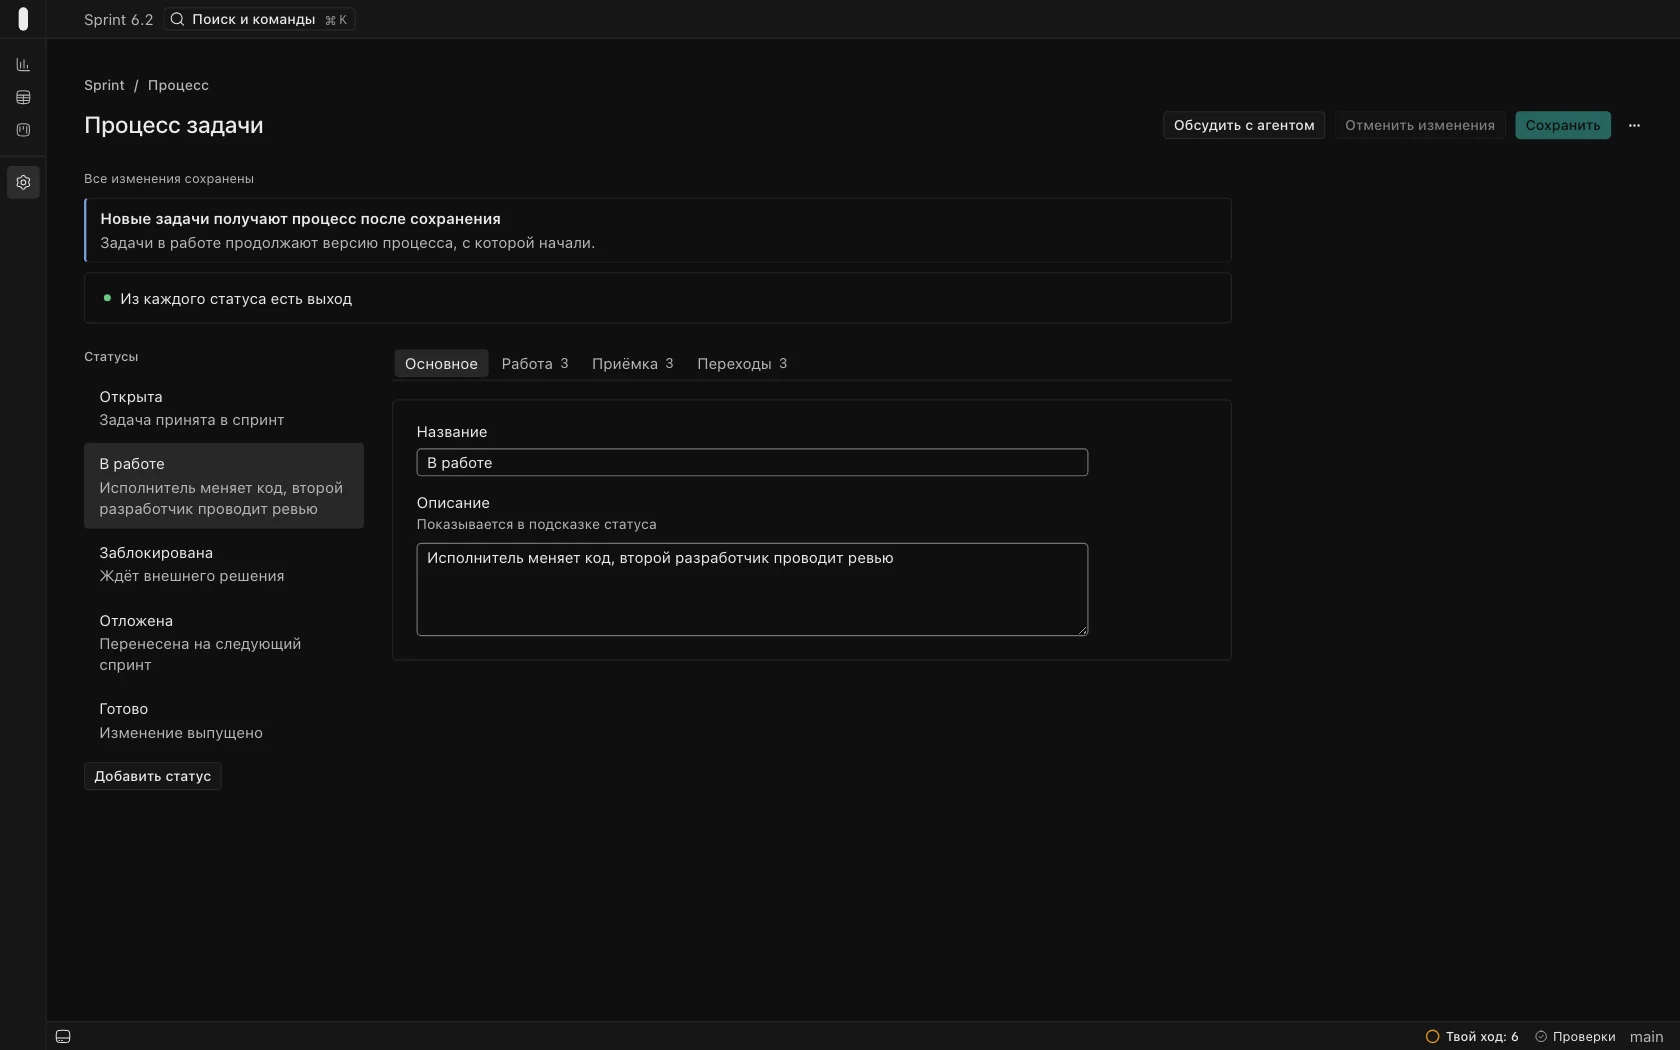 Sprint 6.2
Поиск и команды ⌘ K
Sprint / Процесс
Процесс задачи
Обсудить с агентом
Отменить изменения
Сохранить
Все изменения сохранены
Новые задачи получают процесс после сохранения
Задачи в работе продолжают версию процесса, с которой начали.
Из каждого статуса есть выход
Статусы
Открыта
Задача принята в спринт
В работе
Исполнитель меняет код, второй
разработчик проводит ревью
Заблокирована
Ждёт внешнего решения
Отложена
Перенесена на следующий
спринт
Готово
Изменение выпущено
Добавить статус
Основное
Работа 3
Приёмка 3
Переходы 3
Название
В работе
Описание
Показывается в подсказке статуса
Исполнитель меняет код, второй разработчик проводит ревью
Твой ход: 6
Проверки
main